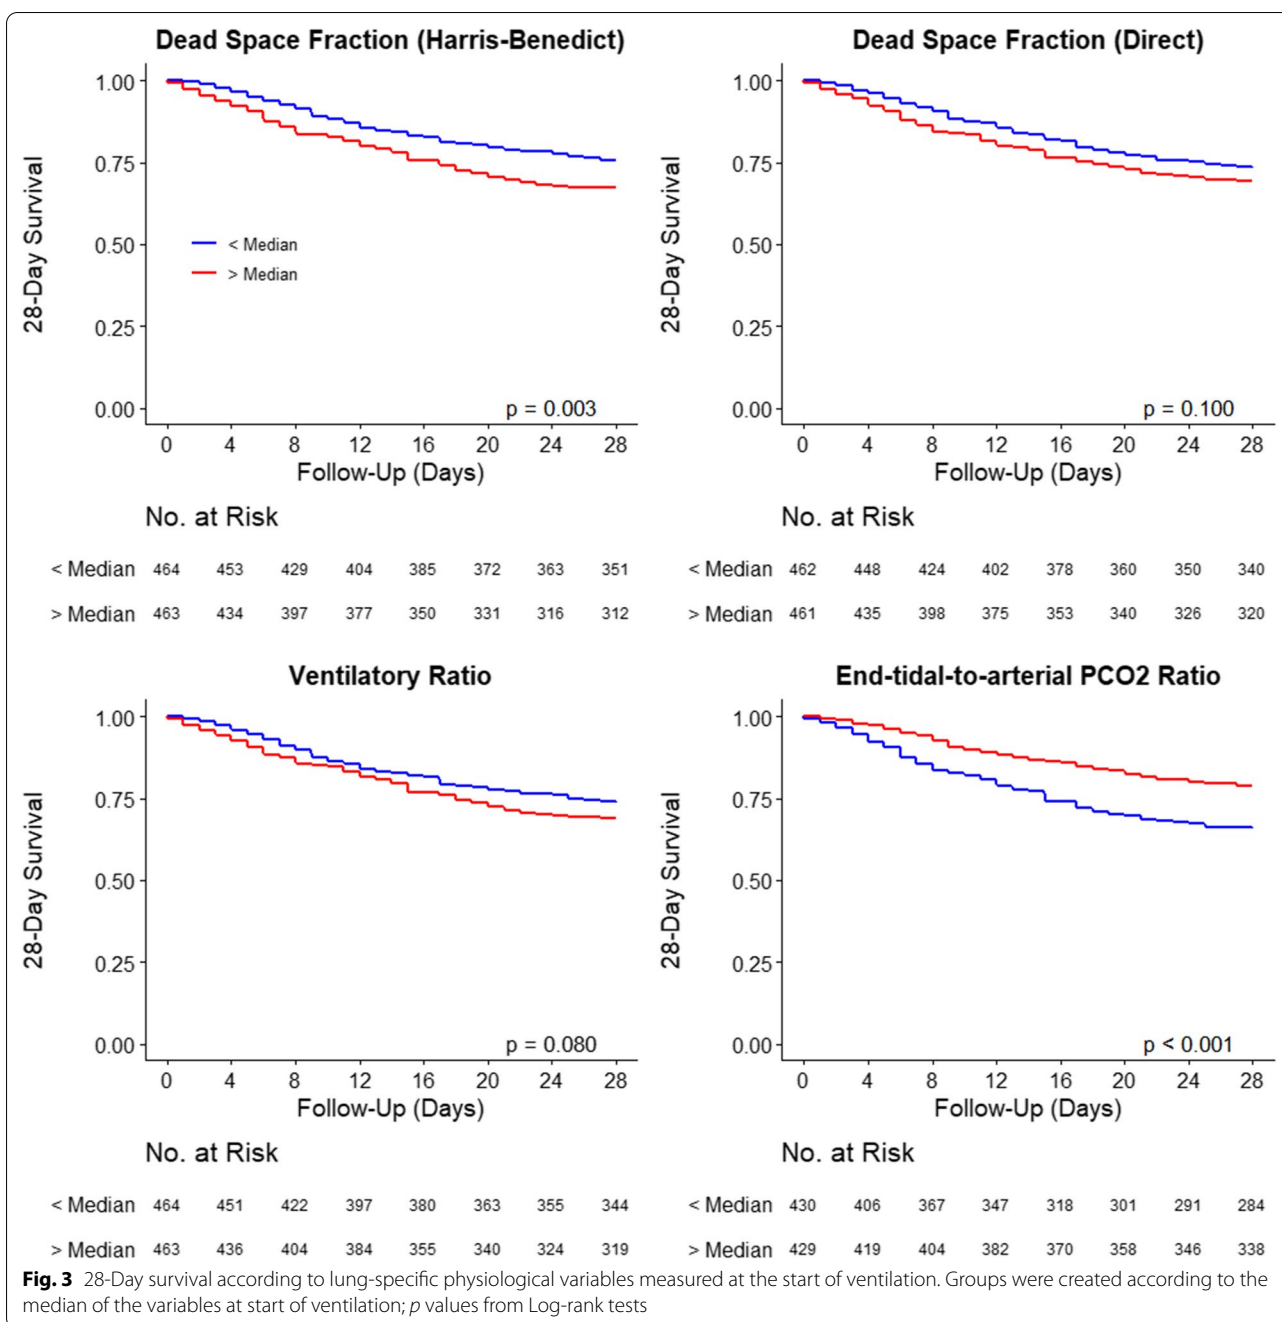 Dead Space Fraction (Harris-Benedict)
28-Day Survival
1.00
0.75
0.50
0.25
0.00
< Median
> Median
p = 0.003
0 4 8 12 16 20 24 28
Follow-Up (Days)
No. at Risk
< Median 464 453 429 404 385 372 363 351
> Median 463 434 397 377 350 331 316 312
Dead Space Fraction (Direct)
28-Day Survival
1.00
0.75
0.50
0.25
0.00
p = 0.100
0 4 8 12 16 20 24 28
Follow-Up (Days)
No. at Risk
< Median 462 448 424 402 378 360 350 340
> Median 461 435 398 375 353 340 326 320
Ventilatory Ratio
28-Day Survival
1.00
0.75
0.50
0.25
0.00
p = 0.080
0 4 8 12 16 20 24 28
Follow-Up (Days)
No. at Risk
< Median 464 451 422 397 380 363 355 344
> Median 463 436 404 384 355 340 324 319
End-tidal-to-arterial PCO2 Ratio
28-Day Survival
1.00
0.75
0.50
0.25
0.00
p < 0.001
0 4 8 12 16 20 24 28
Follow-Up (Days)
No. at Risk
< Median 430 406 367 347 318 301 291 284
> Median 429 419 404 382 370 358 346 338
Fig. 3 28-Day survival according to lung-specific physiological variables measured at the start of ventilation. Groups were created according to the
median of the variables at start of ventilation; p values from Log-rank tests